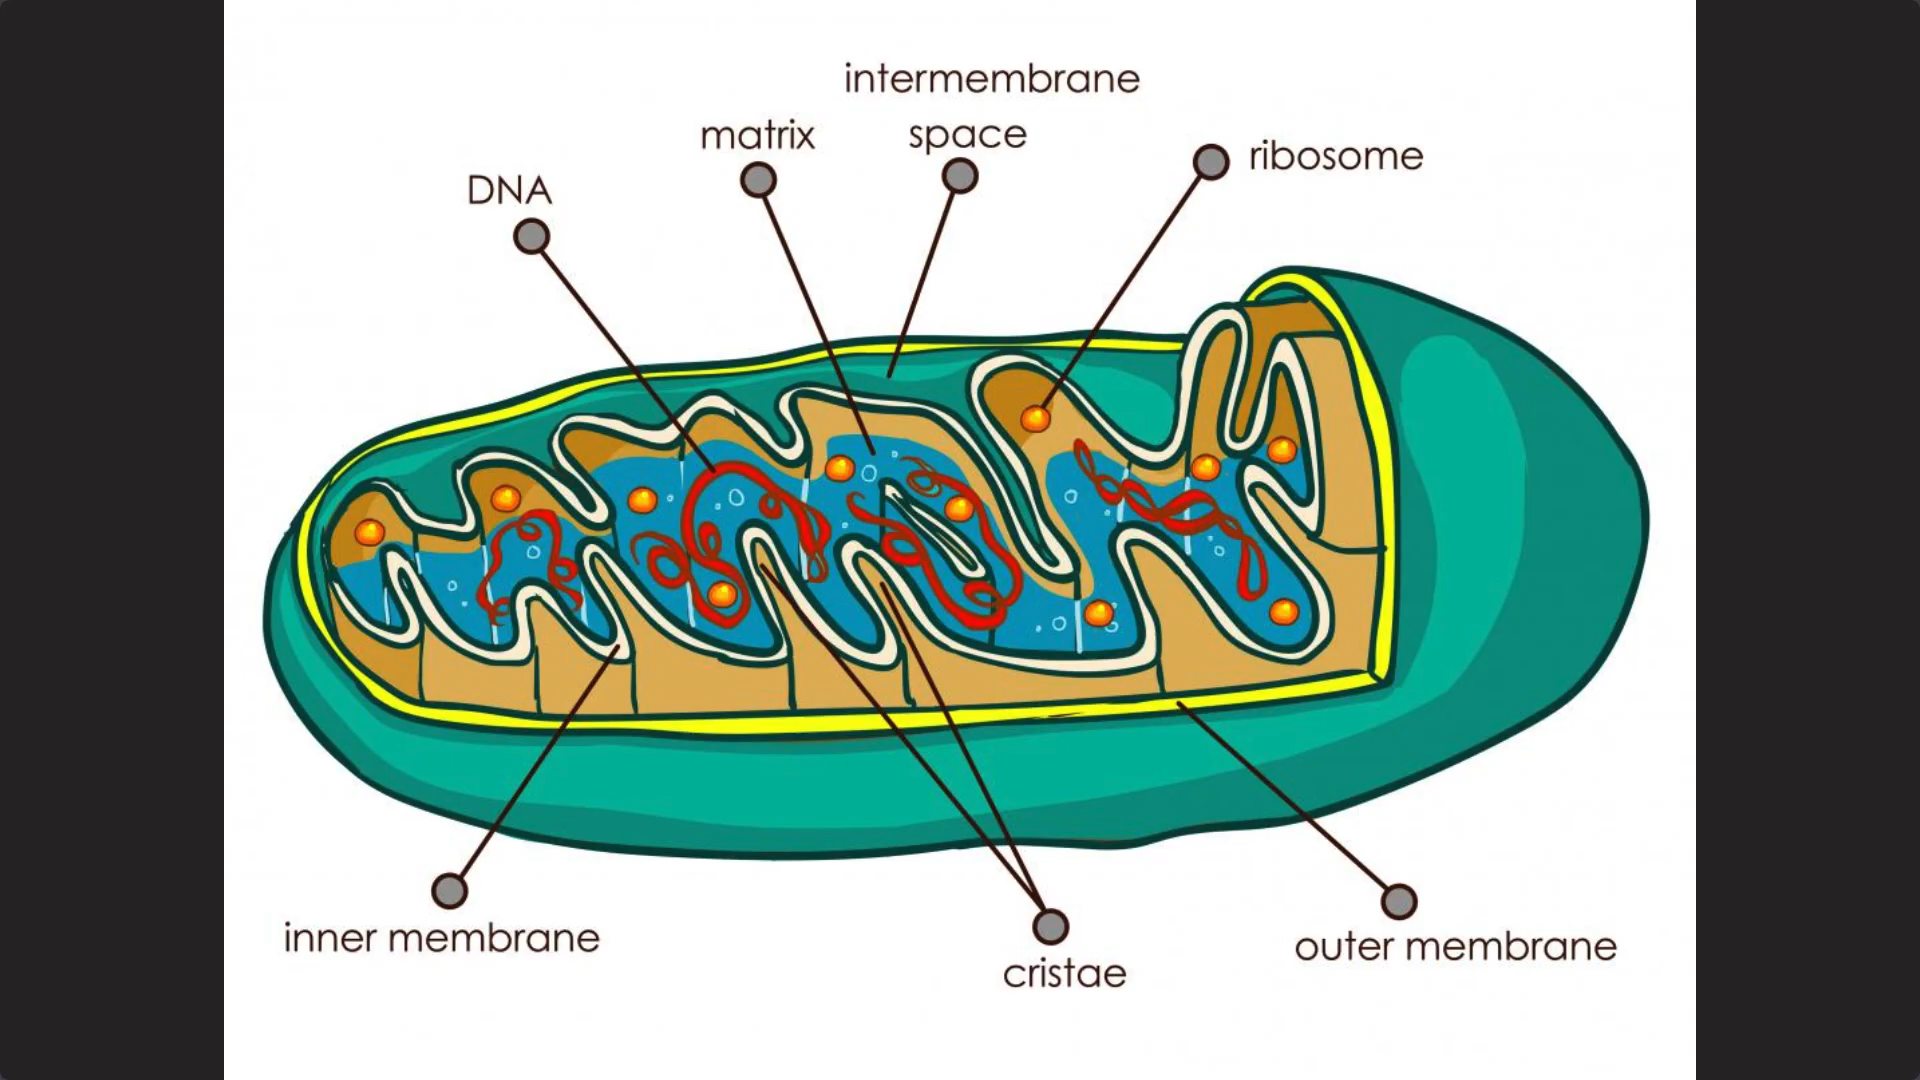 intermembrane
space
matrix
ribosome
DNA
inner membrane
cristae
outer membrane